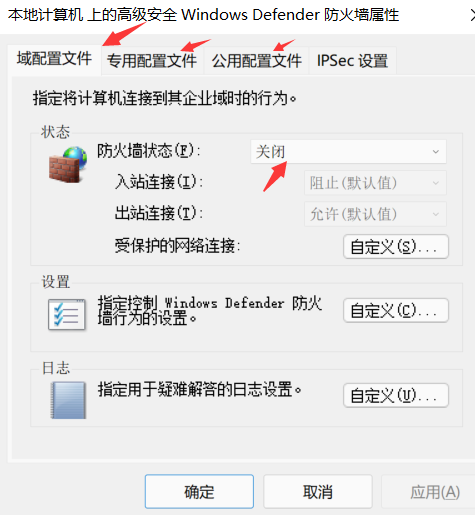 本地计算机 上的高级安全 Windows Defender 防火墙属性
域配置文件 专用配置文件 公用配置文件 IPSec 设置
指定将计算机连接到其企业域时的行为。
状态
防火墙状态(F): 关闭
入站连接(I): 阻止(默认值)
出站连接(T): 允许(默认值)
受保护的网络连接: 自定义(S)...
设置
指定控制 Windows Defender 防火
墙行为的设置。
自定义(C)...
日志
指定用于疑难解答的日志设置。
自定义(U)...
确定 取消 应用(A)